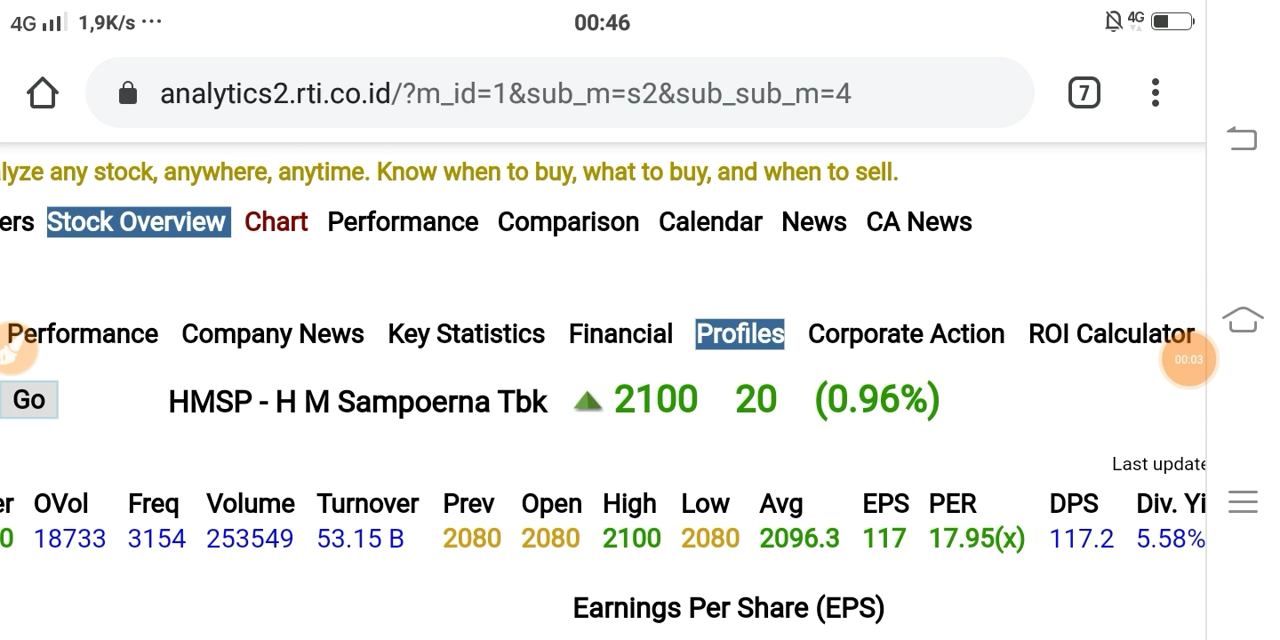 4G 1,9K/s ... 00:46 4G
analytics2.rti.co.id/?m_id=1&sub_m=s2&sub_sub_m=4 7
lyze any stock, anywhere, anytime. Know when to buy, what to buy, and when to sell.
ers Stock Overview Chart Performance Comparison Calendar News CA News
Performance Company News Key Statistics Financial Profiles Corporate Action ROI Calculator
00:03
Go HMSP - H M Sampoerna Tbk 2100 20 (0.96%)
Last update
er OVol Freq Volume Turnover Prev Open High Low Avg EPS PER DPS Div. Yi
0 18733 3154 253549 53.15 B 2080 2080 2100 2080 2096.3 117 17.95(x) 117.2 5.58%
Earnings Per Share (EPS)